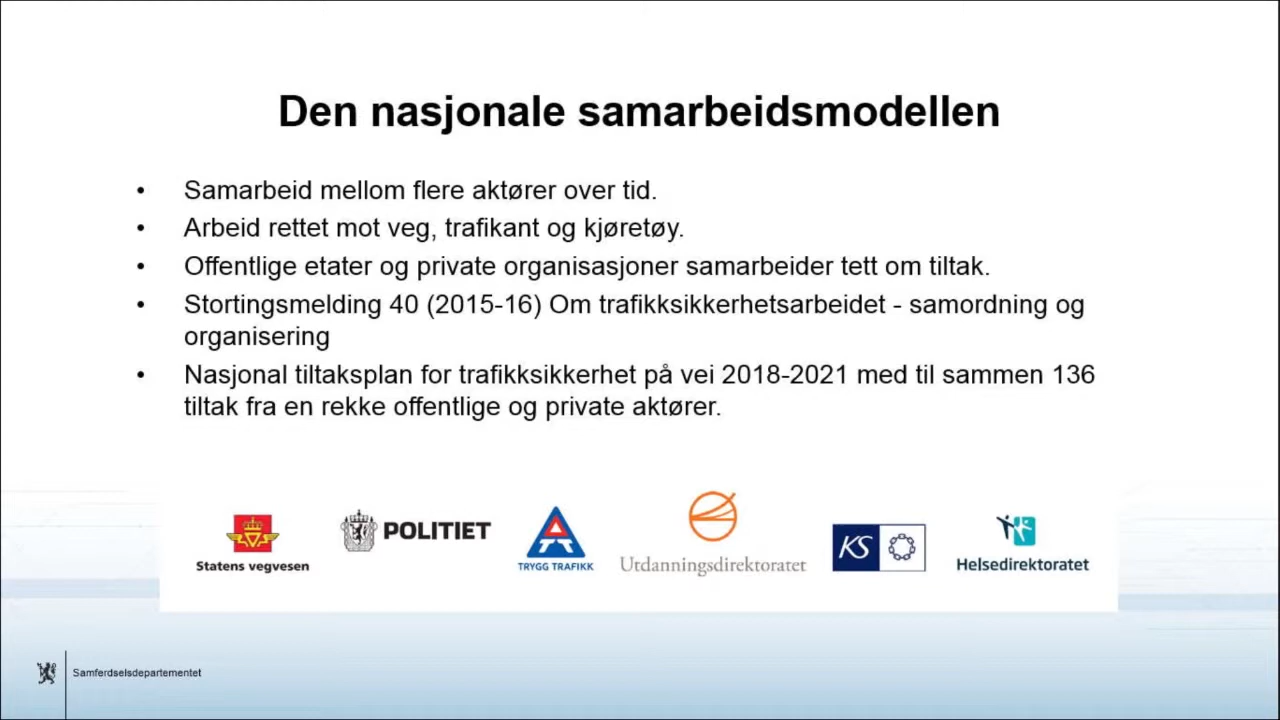 Den nasjonale samarbeidsmodellen
• Samarbeid mellom flere aktører over tid.
• Arbeid rettet mot veg, trafikant og kjøretøy.
• Offentlige etater og private organisasjoner samarbeider tett om tiltak.
• Stortingsmelding 40 (2015-16) Om trafikksikkerhetsarbeidet - samordning og
organisering
• Nasjonal tiltaksplan for trafikksikkerhet på vei 2018-2021 med til sammen 136
tiltak fra en rekke offentlige og private aktører.
Statens vegvesen
POLITIET
TRYGG TRAFIKK
Utdanningsdirektoratet
KS
Helsedirektoratet
Samferdselsdepartementet